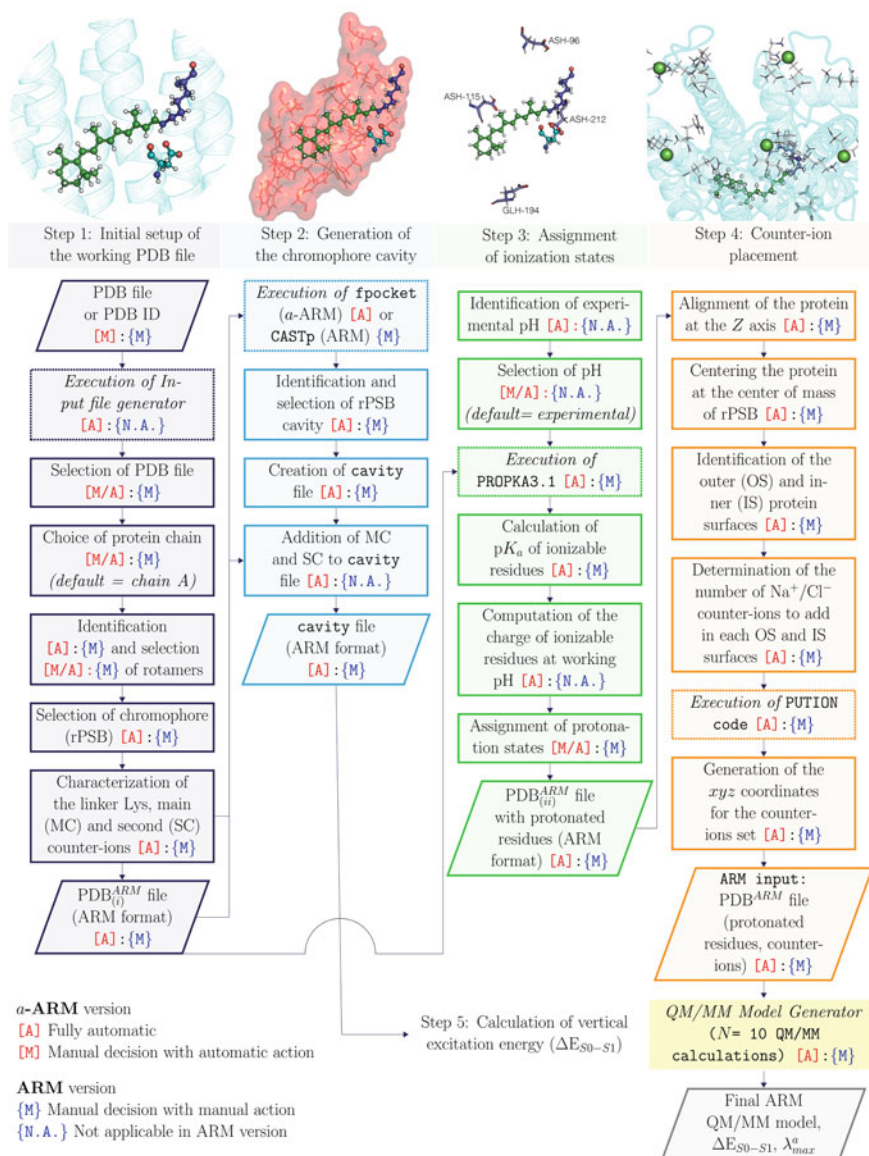 ASH-96
ASH-115
ASH-212
GLH-194
Step 1: Initial setup of
the working PDB file
Step 2: Generation of
the chromophore cavity
Step 3: Assignment
of ionization states
Step 4: Counter-ion
placement
PDB file
or PDB ID
[M]:{M}
Execution of In-
put file generator
[A]:{N.A.}
Selection of PDB file
[M/A]:{M}
Choice of protein chain
[M/A]:{M}
(default = chain A)
Identification
[A]:{M} and selection
[M/A]:{M} of rotamers
Selection of chromophore
(rPSB) [A]:{M}
Characterization of
the linker Lys, main
(MC) and second (SC)
counter-ions [A]:{M}
PDB(i)ARM file
(ARM format)
[A]:{M}
Execution of fpocket
(a-ARM) [A] or
CASTp (ARM) {M}
Identification and
selection of rPSB
cavity [A]:{M}
Creation of cavity
file [A]:{M}
Addition of MC
and SC to cavity
file [A]:{N.A.}
cavity file
(ARM format)
[A]:{M}
Identification of experi-
mental pH [A]:{N.A.}
Selection of pH
[M/A]:{N.A.}
(default= experimental)
Execution of
PROPKA3.1 [A]:{M}
Calculation of
pKa of ionizable
residues [A]:{M}
Computation of the
charge of ionizable
residues at working
pH [A]:{N.A.}
Assignment of protona-
tion states [M/A]:{M}
PDB(ii)ARM file
with protonated
residues (ARM
format) [A]:{M}
Alignment of the protein
at the Z axis [A]:{M}
Centering the protein
at the center of mass
of rPSB [A]:{M}
Identification of the
outer (OS) and in-
ner (IS) protein
surfaces [A]:{M}
Determination of the
number of Na+/Cl−
counter-ions to add
in each OS and IS
surfaces [A]:{M}
Execution of PUTION
code [A]:{M}
Generation of the
xyz coordinates
for the counter-
ions set [A]:{M}
ARM input:
PDBARM file
(protonated
residues, counter-
ions) [A]:{M}
QM/MM Model Generator
(N= 10 QM/MM
calculations) [A]:{M}
Final ARM
QM/MM model,
ΔES0−S1, λamax
Step 5: Calculation of vertical
excitation energy (ΔES0−S1)
a-ARM version
[A] Fully automatic
[M] Manual decision with automatic action
ARM version
{M} Manual decision with manual action
{N.A.} Not applicable in ARM version